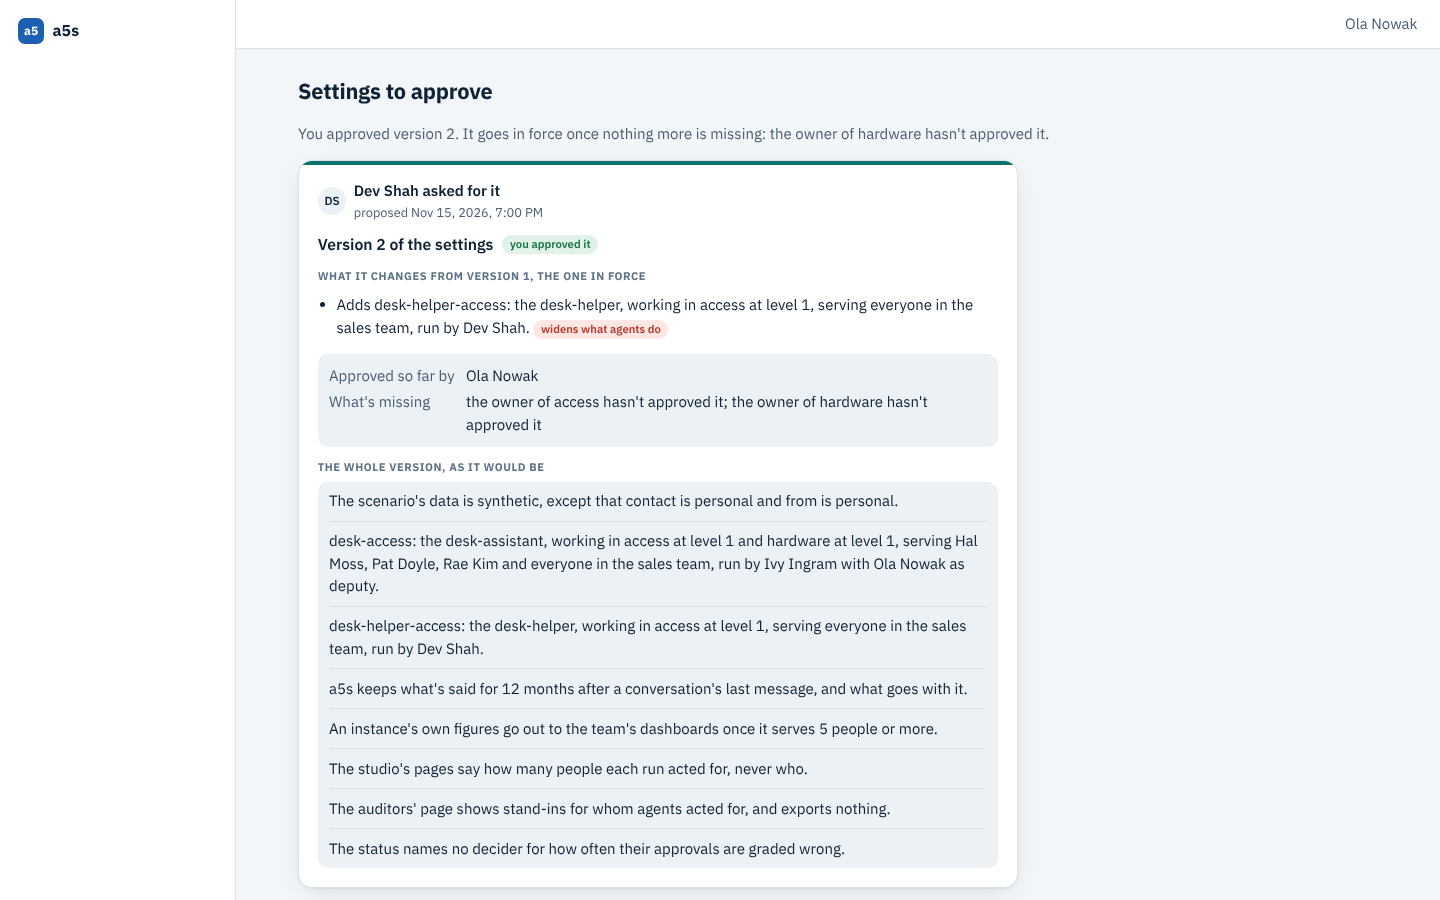 a5 a5s
Ola Nowak
Settings to approve
You approved version 2. It goes in force once nothing more is missing: the owner of hardware hasn't approved it.
DS
Dev Shah asked for it
proposed Nov 15, 2026, 7:00 PM
Version 2 of the settings you approved it
WHAT IT CHANGES FROM VERSION 1, THE ONE IN FORCE
• Adds desk-helper-access: the desk-helper, working in access at level 1, serving everyone in the
sales team, run by Dev Shah. widens what agents do
Approved so far by Ola Nowak
What's missing the owner of access hasn't approved it; the owner of hardware hasn't
approved it
THE WHOLE VERSION, AS IT WOULD BE
The scenario's data is synthetic, except that contact is personal and from is personal.
desk-access: the desk-assistant, working in access at level 1 and hardware at level 1, serving Hal
Moss, Pat Doyle, Rae Kim and everyone in the sales team, run by Ivy Ingram with Ola Nowak as
deputy.
desk-helper-access: the desk-helper, working in access at level 1, serving everyone in the sales
team, run by Dev Shah.
a5s keeps what's said for 12 months after a conversation's last message, and what goes with it.
An instance's own figures go out to the team's dashboards once it serves 5 people or more.
The studio's pages say how many people each run acted for, never who.
The auditors' page shows stand-ins for whom agents acted for, and exports nothing.
The status names no decider for how often their approvals are graded wrong.